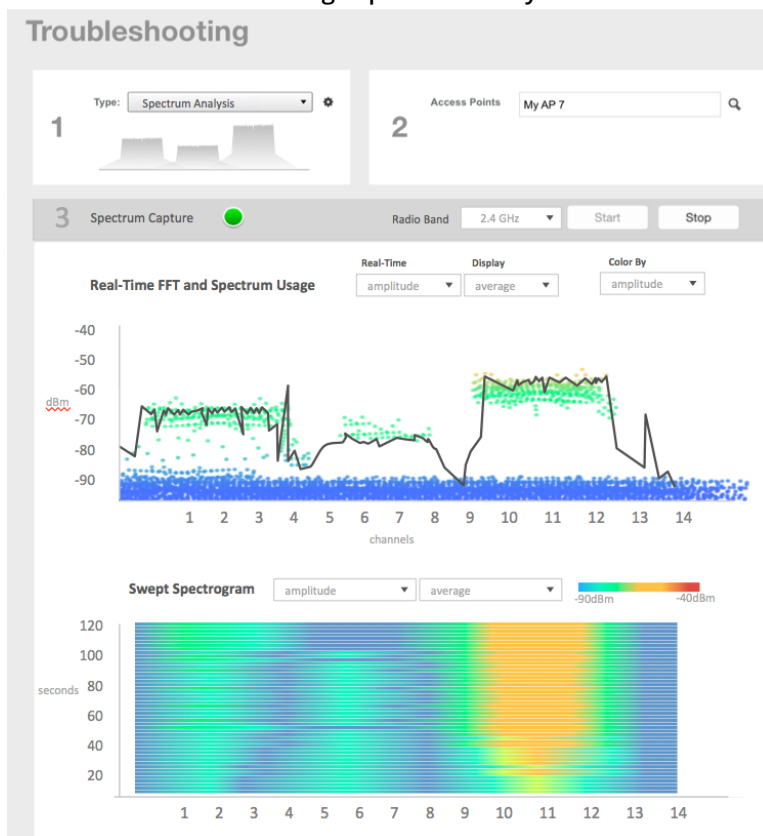 Troubleshooting
1
Type:
Spectrum Analysis
2
Access Points
My AP 7
3
Spectrum Capture
Radio Band
2.4 GHz
Start
Stop
Real-Time FFT and Spectrum Usage
Real-Time
amplitude
Display
average
Color By
amplitude
-40
-50
-60
dBm
-70
-80
-90
1 2 3 4 5 6 7 8 9 10 11 12 13 14
channels
Swept Spectrogram
amplitude
average
-90dBm
-40dBm
120
100
seconds
80
60
40
20
1 2 3 4 5 6 7 8 9 10 11 12 13 14